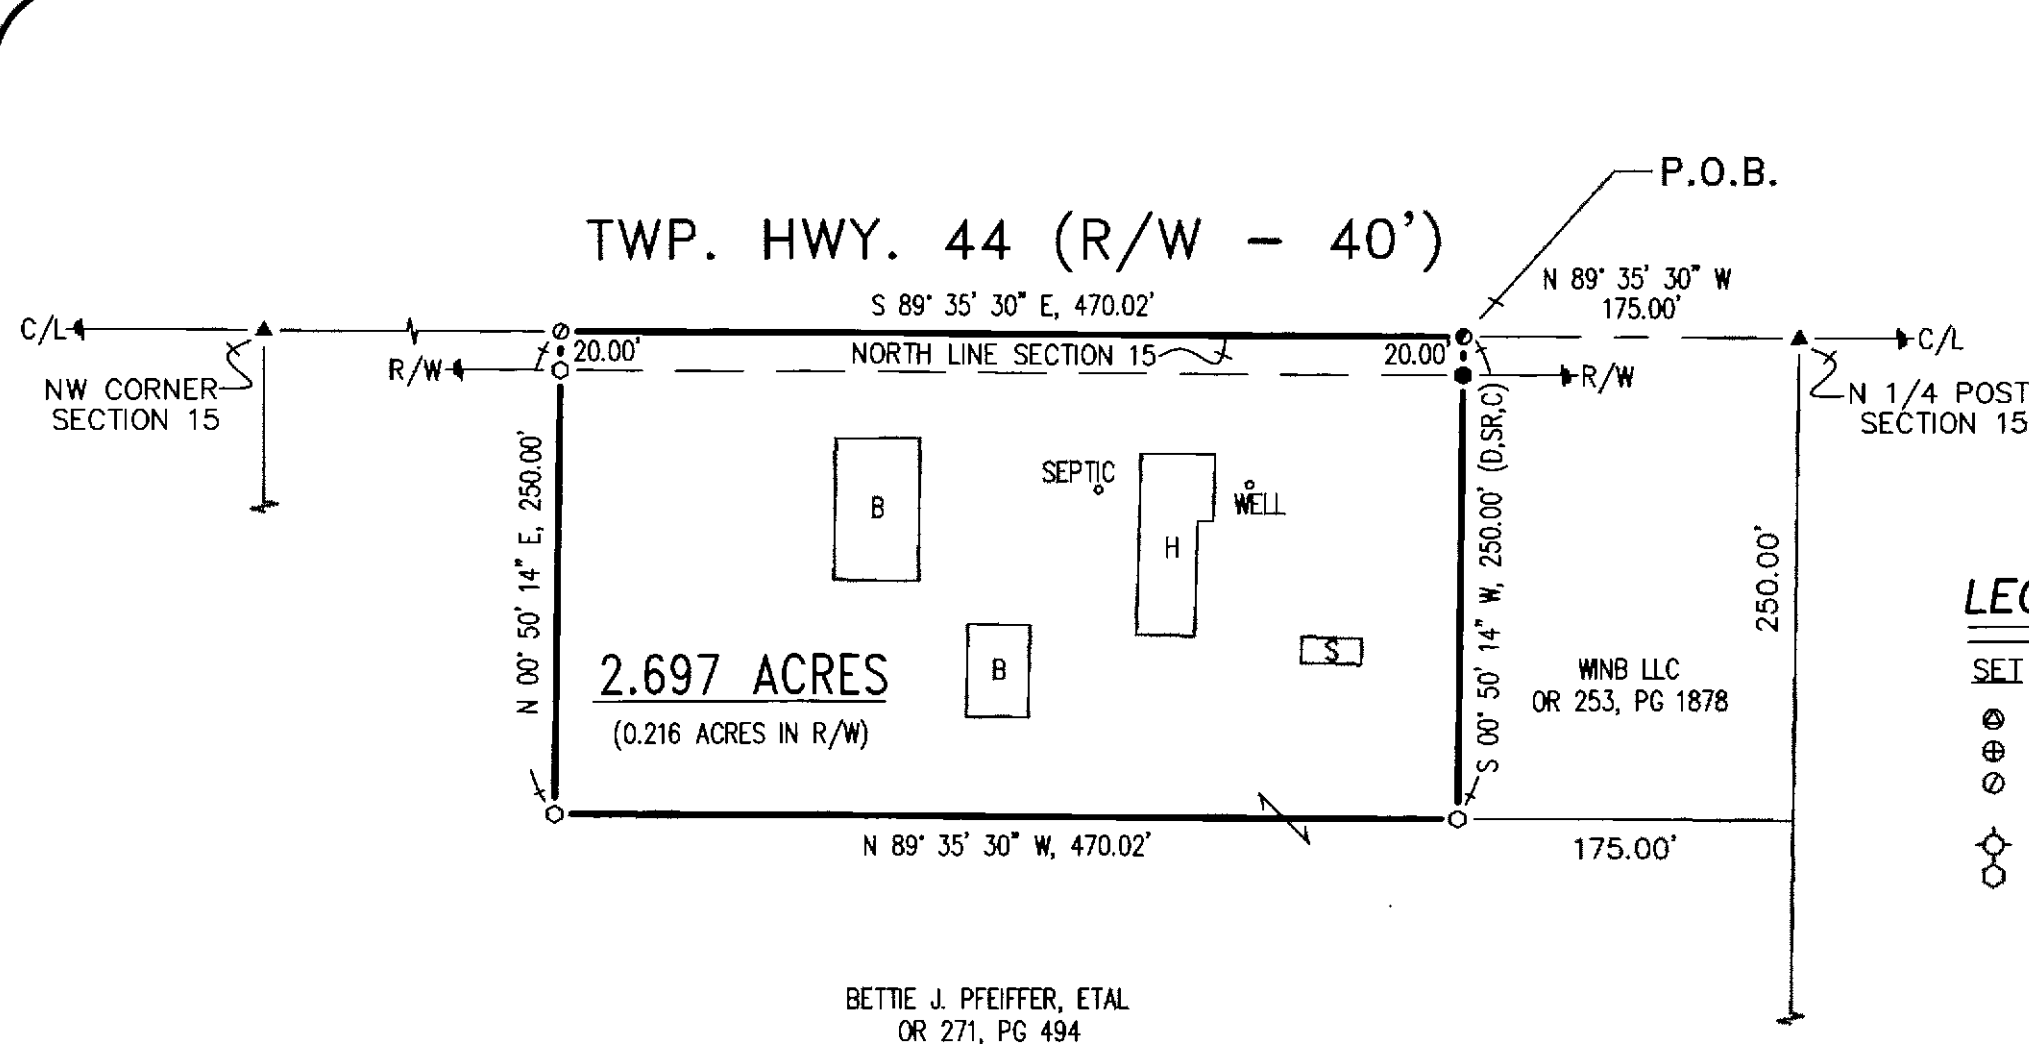 P.O.B.
TWP. HWY. 44 (R/W - 40')
N 89° 35' 30" W
175.00'
S 89° 35' 30" E, 470.02'
C/L
C/L
20.00'
NORTH LINE SECTION 15
20.00'
R/W
R/W
NW CORNER
SECTION 15
N 1/4 POST
SECTION 15
N 00° 50' 14" E, 250.00'
S 00° 50' 14" W, 250.00' (D,SR,C)
250.00'
SEPTIC
WELL
B
H
B
S
2.697 ACRES
(0.216 ACRES IN R/W)
WINB LLC
OR 253, PG 1878
SET
N 89° 35' 30" W, 470.02'
175.00'
BETTIE J. PFEIFFER, ETAL
OR 271, PG 494